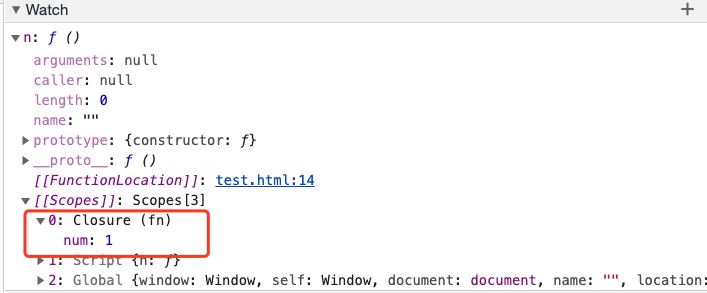 Watch
n: ƒ ()
arguments: null
caller: null
length: 0
name: ""
prototype: {constructor: ƒ}
__proto__: ƒ ()
[[FunctionLocation]]: test.html:14
[[Scopes]]: Scopes[3]
0: Closure (fn)
num: 1
1: Script {n: ƒ}
2: Global {window: Window, self: Window, document: document, name: "", location: